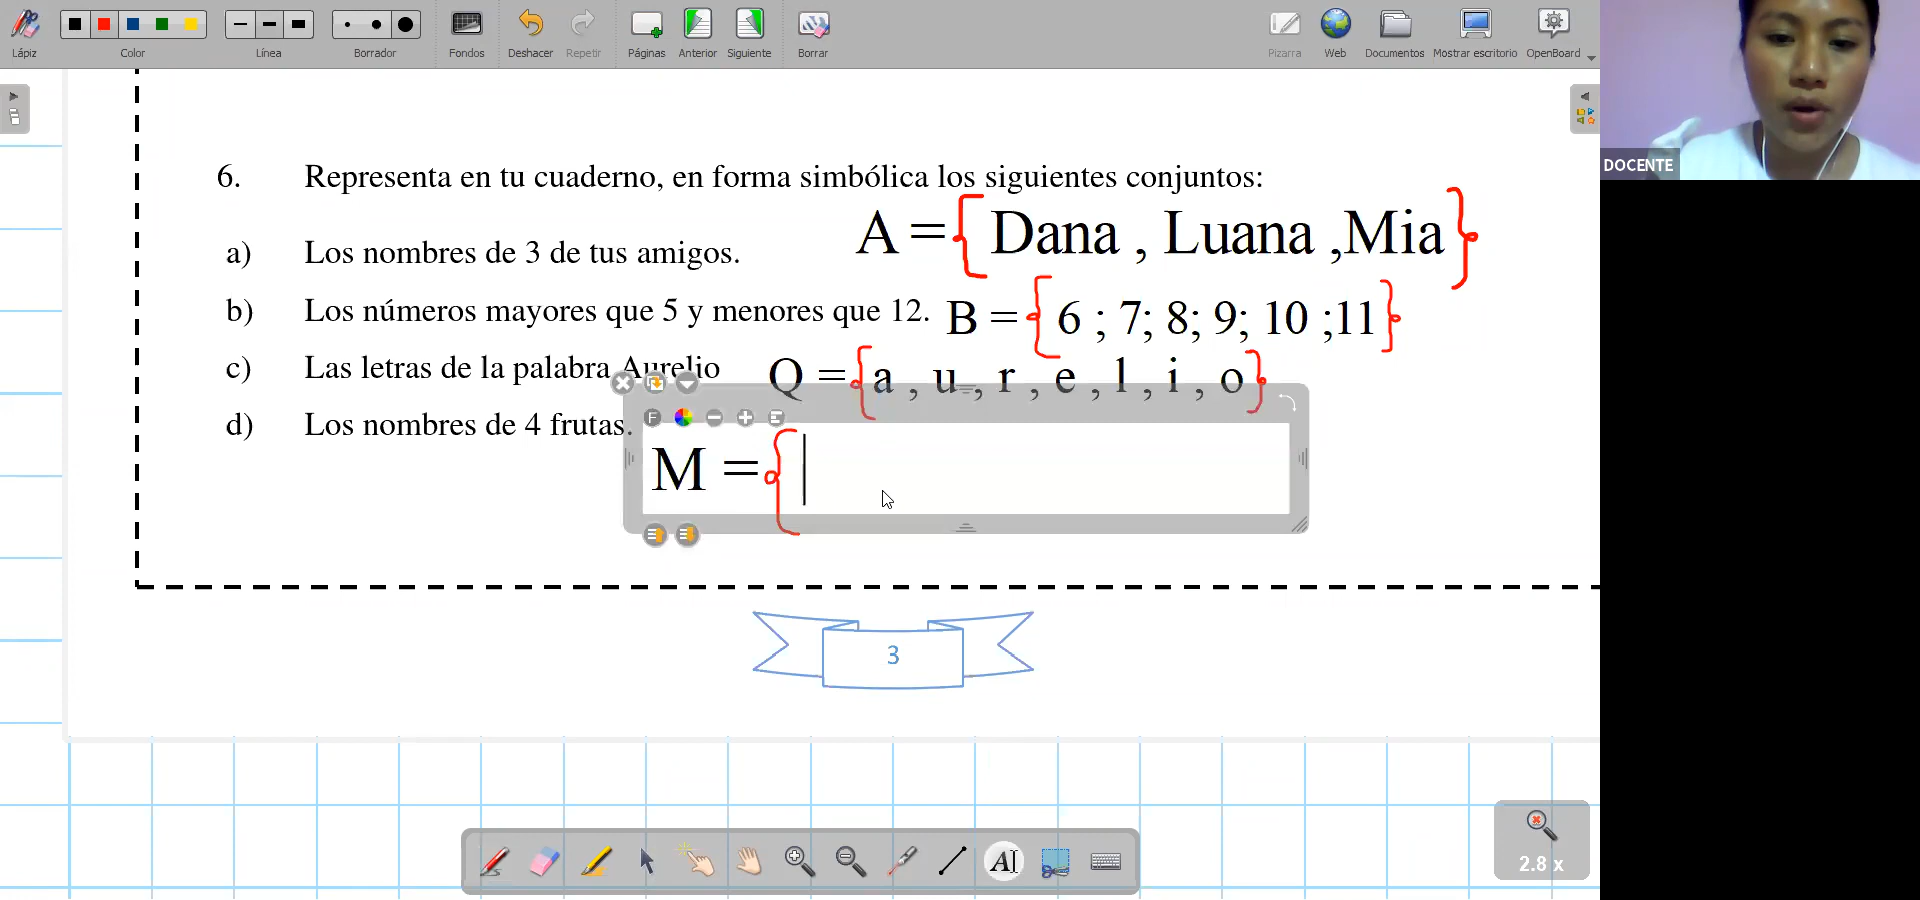 Lápiz
Color
Línea
Borrador
Fondos
Deshacer
Repetir
Páginas
Anterior
Siguiente
Borrar
Pizarra
Web
Documentos
Mostrar escritorio
OpenBoard
DOCENTE
6. Representa en tu cuaderno, en forma simbólica los siguientes conjuntos:
A = { Dana , Luana ,Mia }
a) Los nombres de 3 de tus amigos.
b) Los números mayores que 5 y menores que 12. B = { 6 ; 7; 8; 9; 10 ;11 }
c) Las letras de la palabra Aurelio Q = { a , u , r , e , l , i , o }
d) Los nombres de 4 frutas.
F
M = {
3
AI
2.8 x